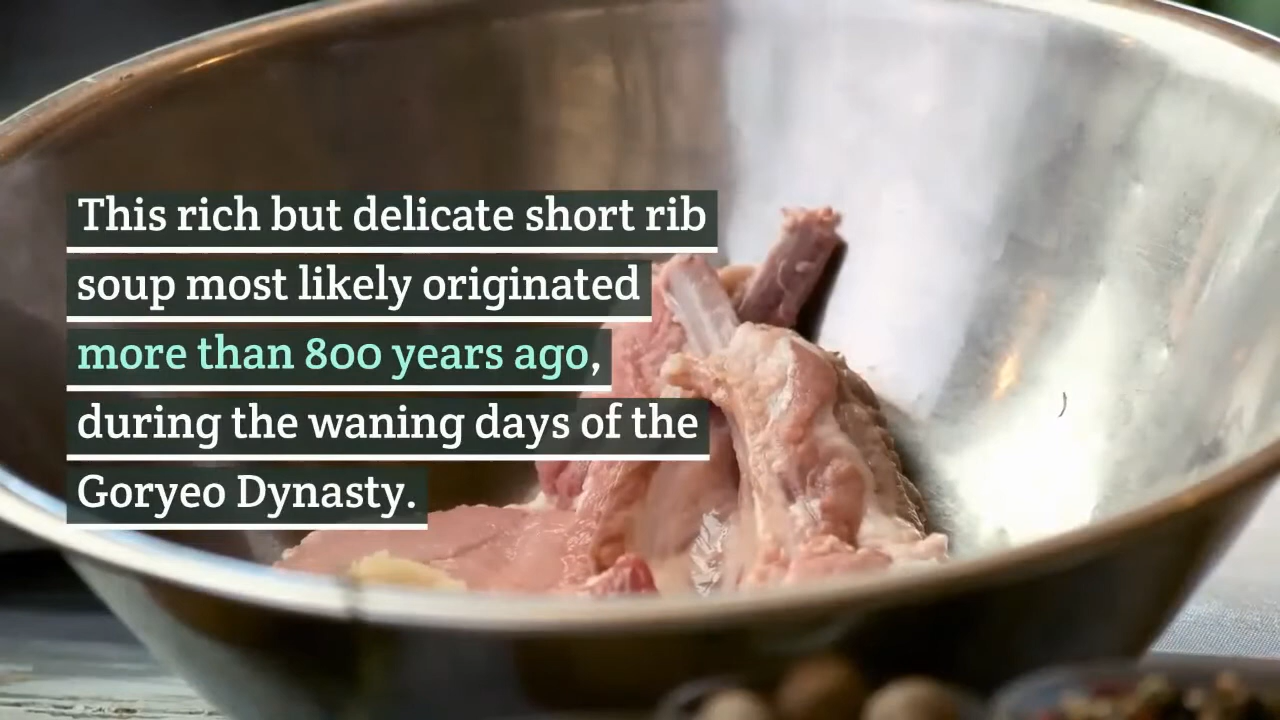 This rich but delicate short rib
soup most likely originated
more than 800 years ago,
during the waning days of the
Goryeo Dynasty.